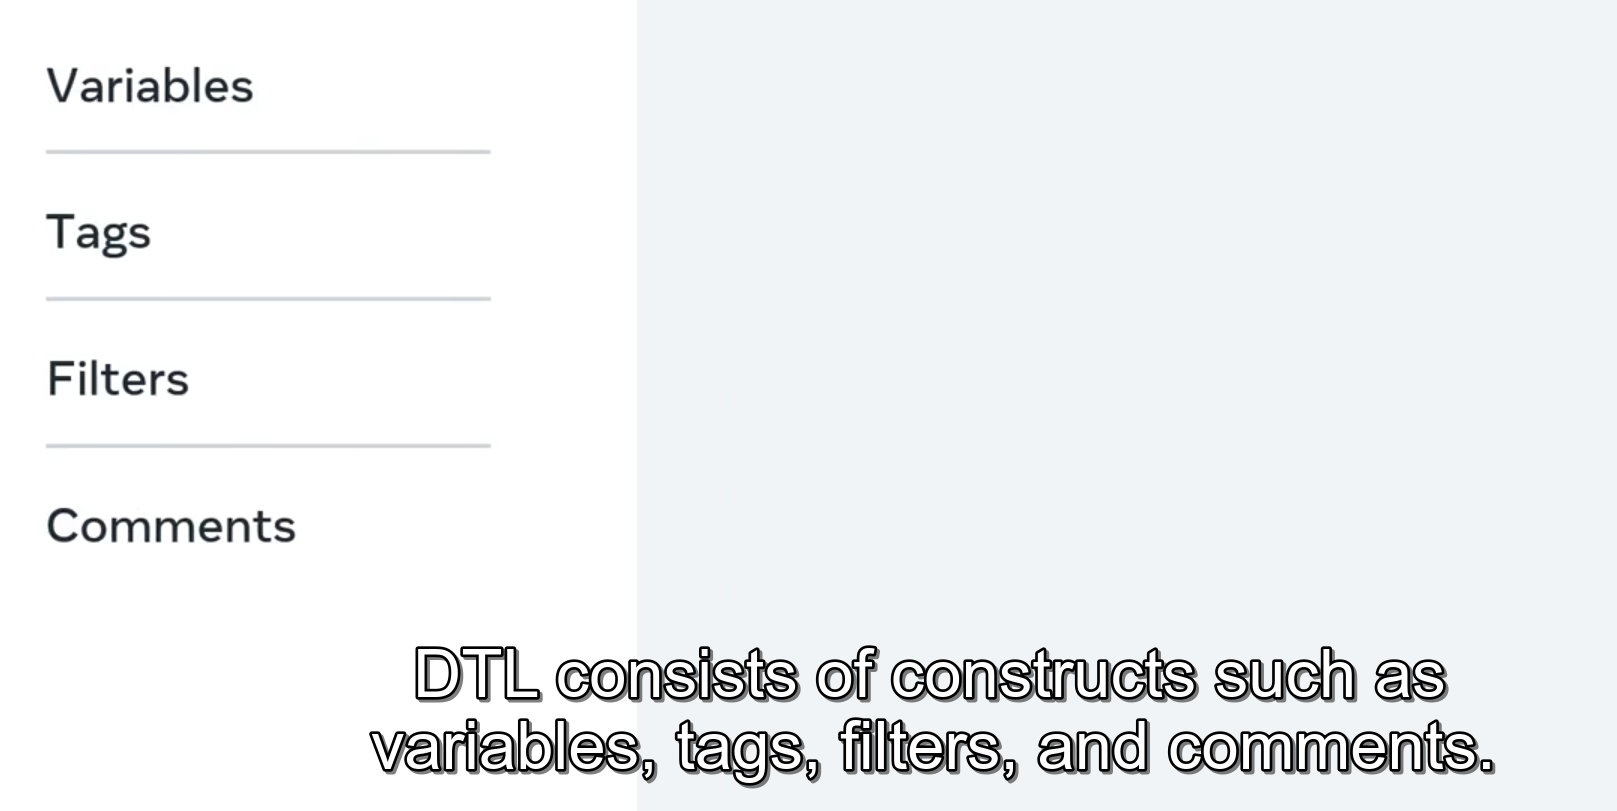 Variables
Tags
Filters
Comments
DTL consists of constructs such as
variables, tags, filters, and comments.